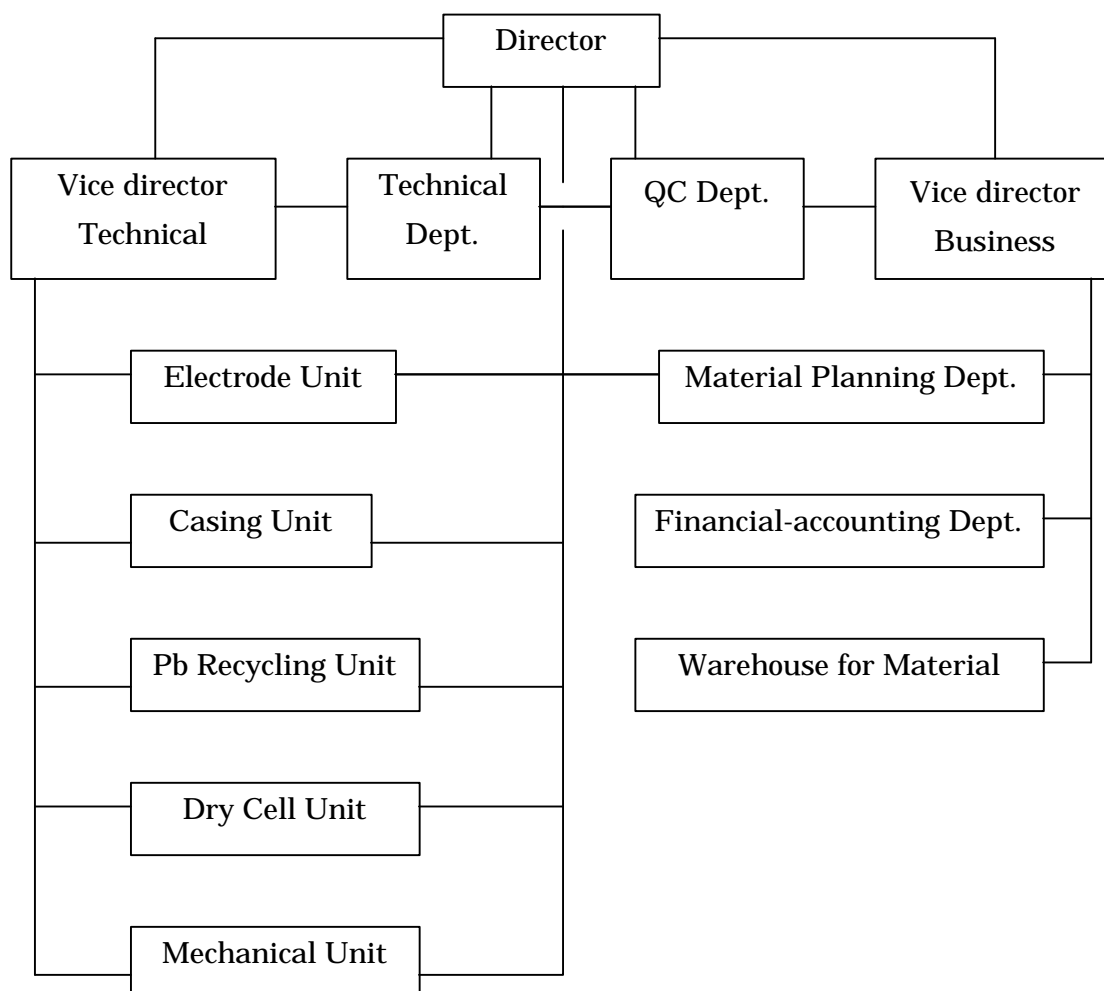 Director
Vice director
Technical
Technical
Dept.
QC Dept.
Vice director
Business
Electrode Unit
Material Planning Dept.
Casing Unit
Financial-accounting Dept.
Pb Recycling Unit
Warehouse for Material
Dry Cell Unit
Mechanical Unit